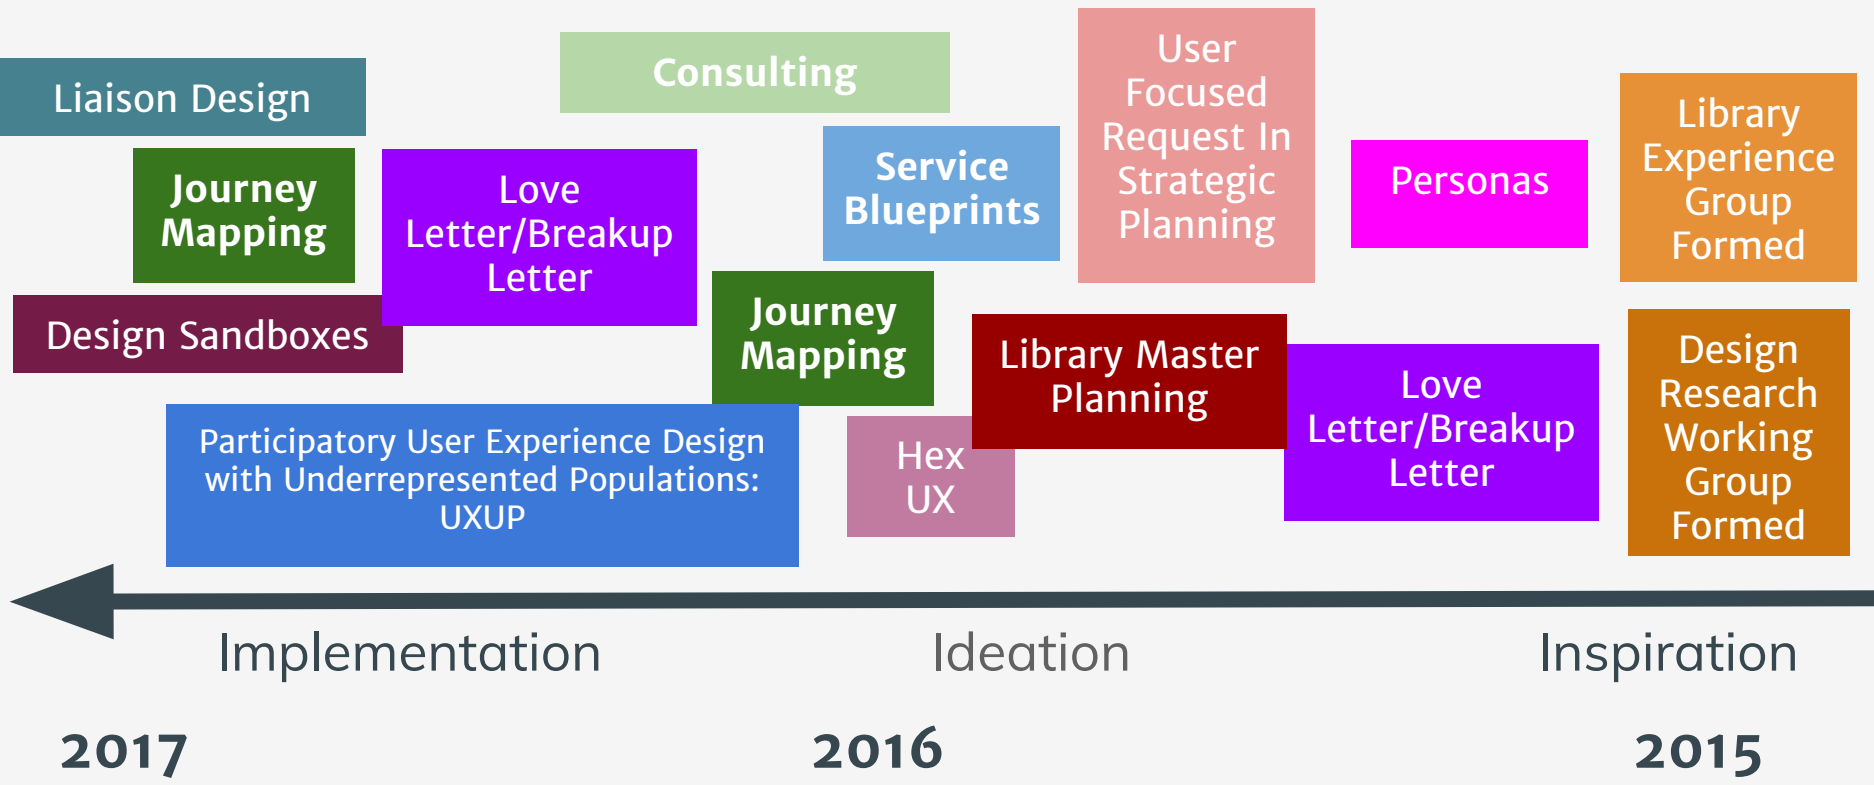 Liaison Design
Consulting
User
Focused
Request In
Strategic
Planning
Library
Experience
Group
Formed
Journey
Mapping
Love
Letter/Breakup
Letter
Service
Blueprints
Personas
Design Sandboxes
Journey
Mapping
Library Master
Planning
Love
Letter/Breakup
Letter
Design
Research
Working
Group
Formed
Participatory User Experience Design
with Underrepresented Populations:
UXUP
Hex
UX
Implementation
Ideation
Inspiration
2017
2016
2015